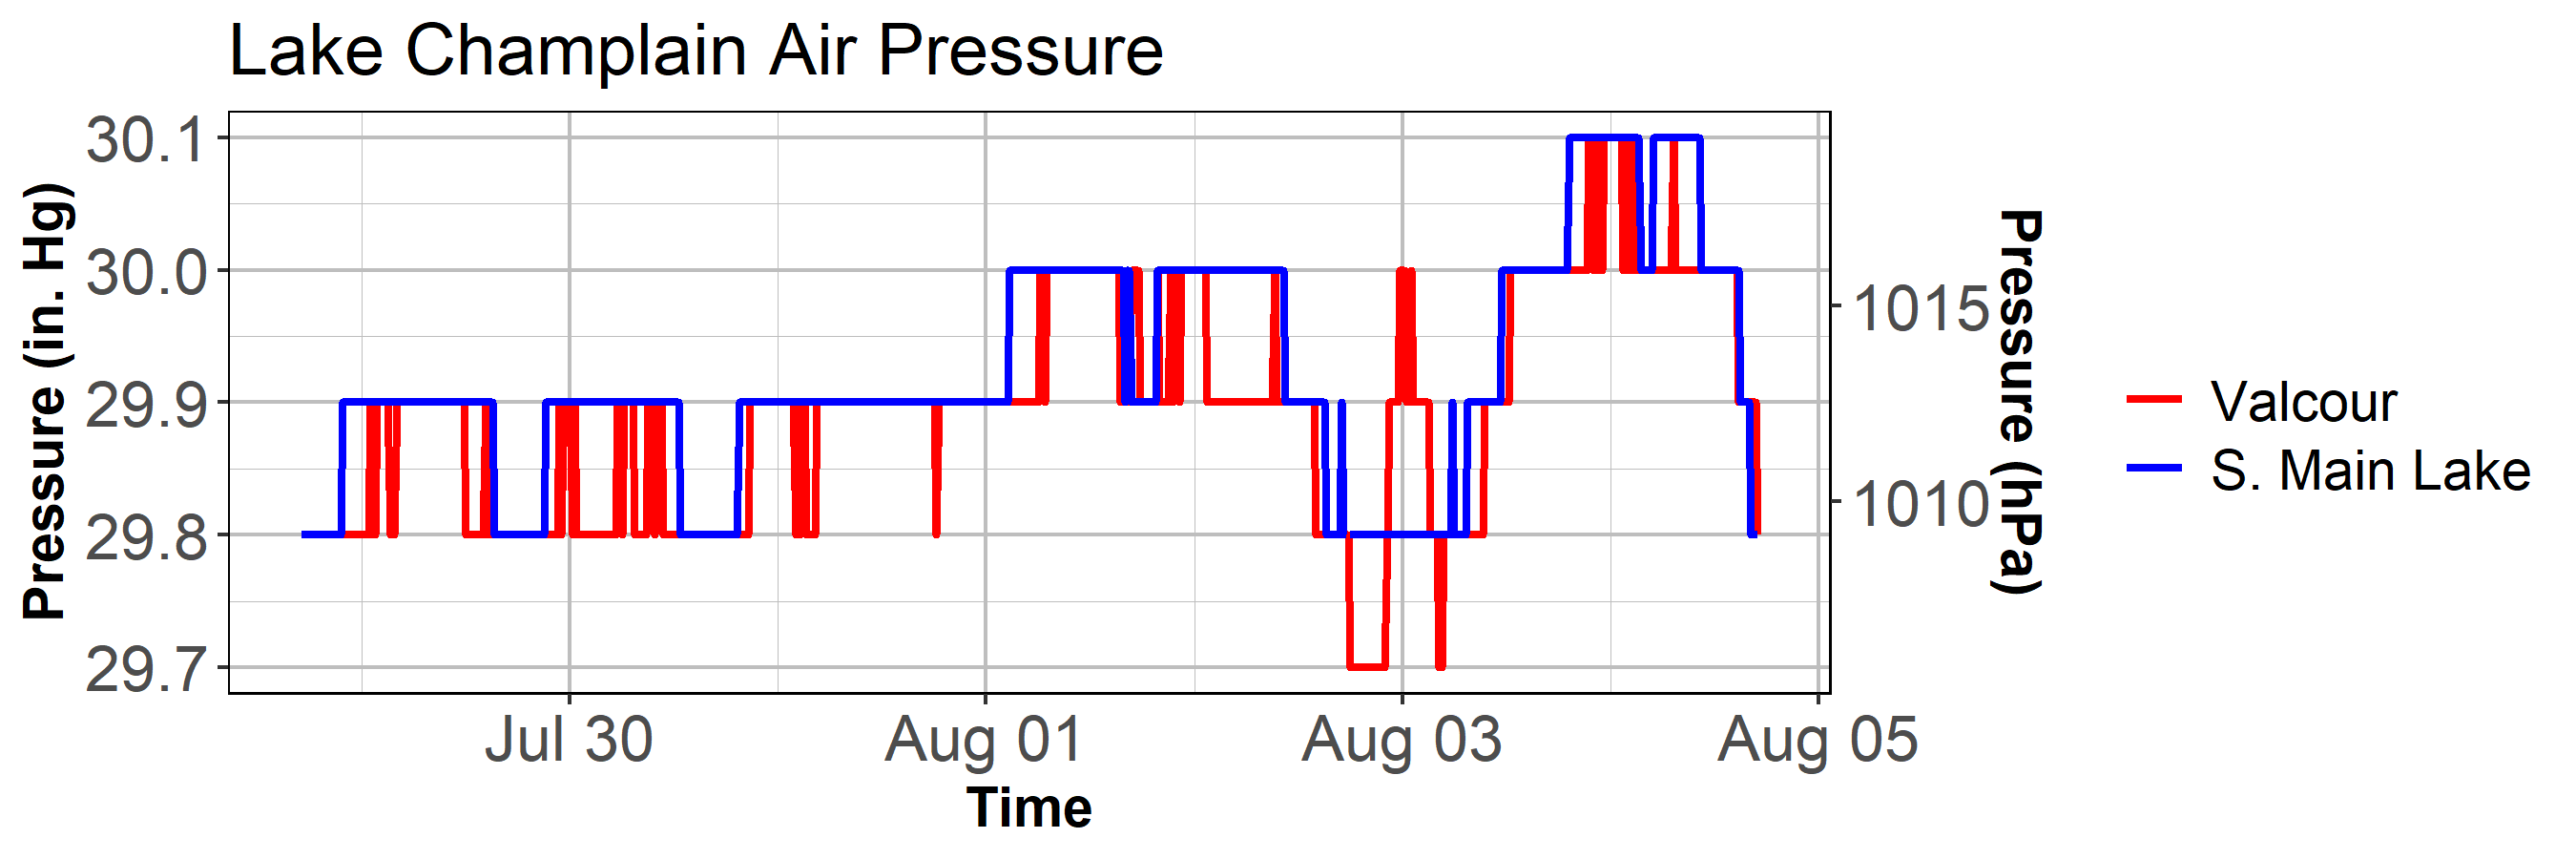 Lake Champlain Air Pressure
30.1
30.0
29.9
29.8
29.7
Pressure (in. Hg)
1015
1010
Pressure (hPa)
Jul 30
Aug 01
Aug 03
Aug 05
Time
Valcour
S. Main Lake